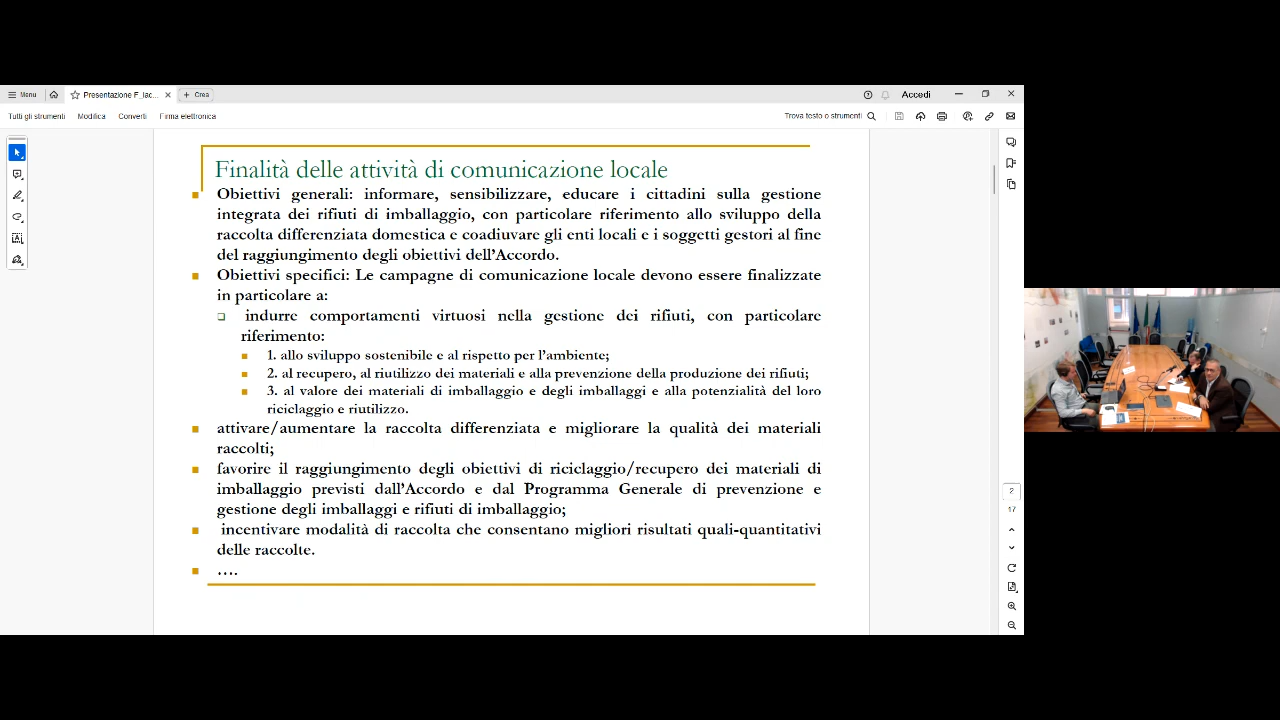 Menu
Presentazione F_Iac...
Crea
Accedi
Tutti gli strumenti Modifica Converti Firma elettronica
Trova testo o strumenti
Finalità delle attività di comunicazione locale
Obiettivi generali: informare, sensibilizzare, educare i cittadini sulla gestione
integrata dei rifiuti di imballaggio, con particolare riferimento allo sviluppo della
raccolta differenziata domestica e coadiuvare gli enti locali e i soggetti gestori al fine
del raggiungimento degli obiettivi dell'Accordo.
Obiettivi specifici: Le campagne di comunicazione locale devono essere finalizzate
in particolare a:
indurre comportamenti virtuosi nella gestione dei rifiuti, con particolare
riferimento:
1. allo sviluppo sostenibile e al rispetto per l'ambiente;
2. al recupero, al riutilizzo dei materiali e alla prevenzione della produzione dei rifiuti;
3. al valore dei materiali di imballaggio e degli imballaggi e alla potenzialità del loro
riciclaggio e riutilizzo.
attivare/aumentare la raccolta differenziata e migliorare la qualità dei materiali
raccolti;
favorire il raggiungimento degli obiettivi di riciclaggio/recupero dei materiali di
imballaggio previsti dall'Accordo e dal Programma Generale di prevenzione e
gestione degli imballaggi e rifiuti di imballaggio;
incentivare modalità di raccolta che consentano migliori risultati quali-quantitativi
delle raccolte.
....
2
17